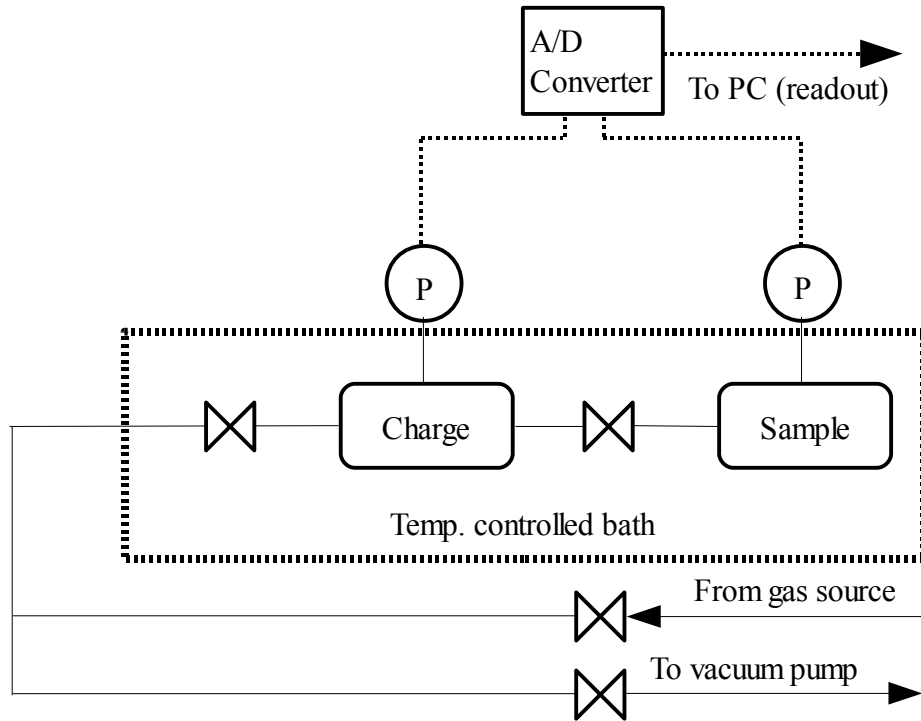 A/D
Converter
To PC (readout)
P
P
Charge
Sample
Temp. controlled bath
From gas source
To vacuum pump